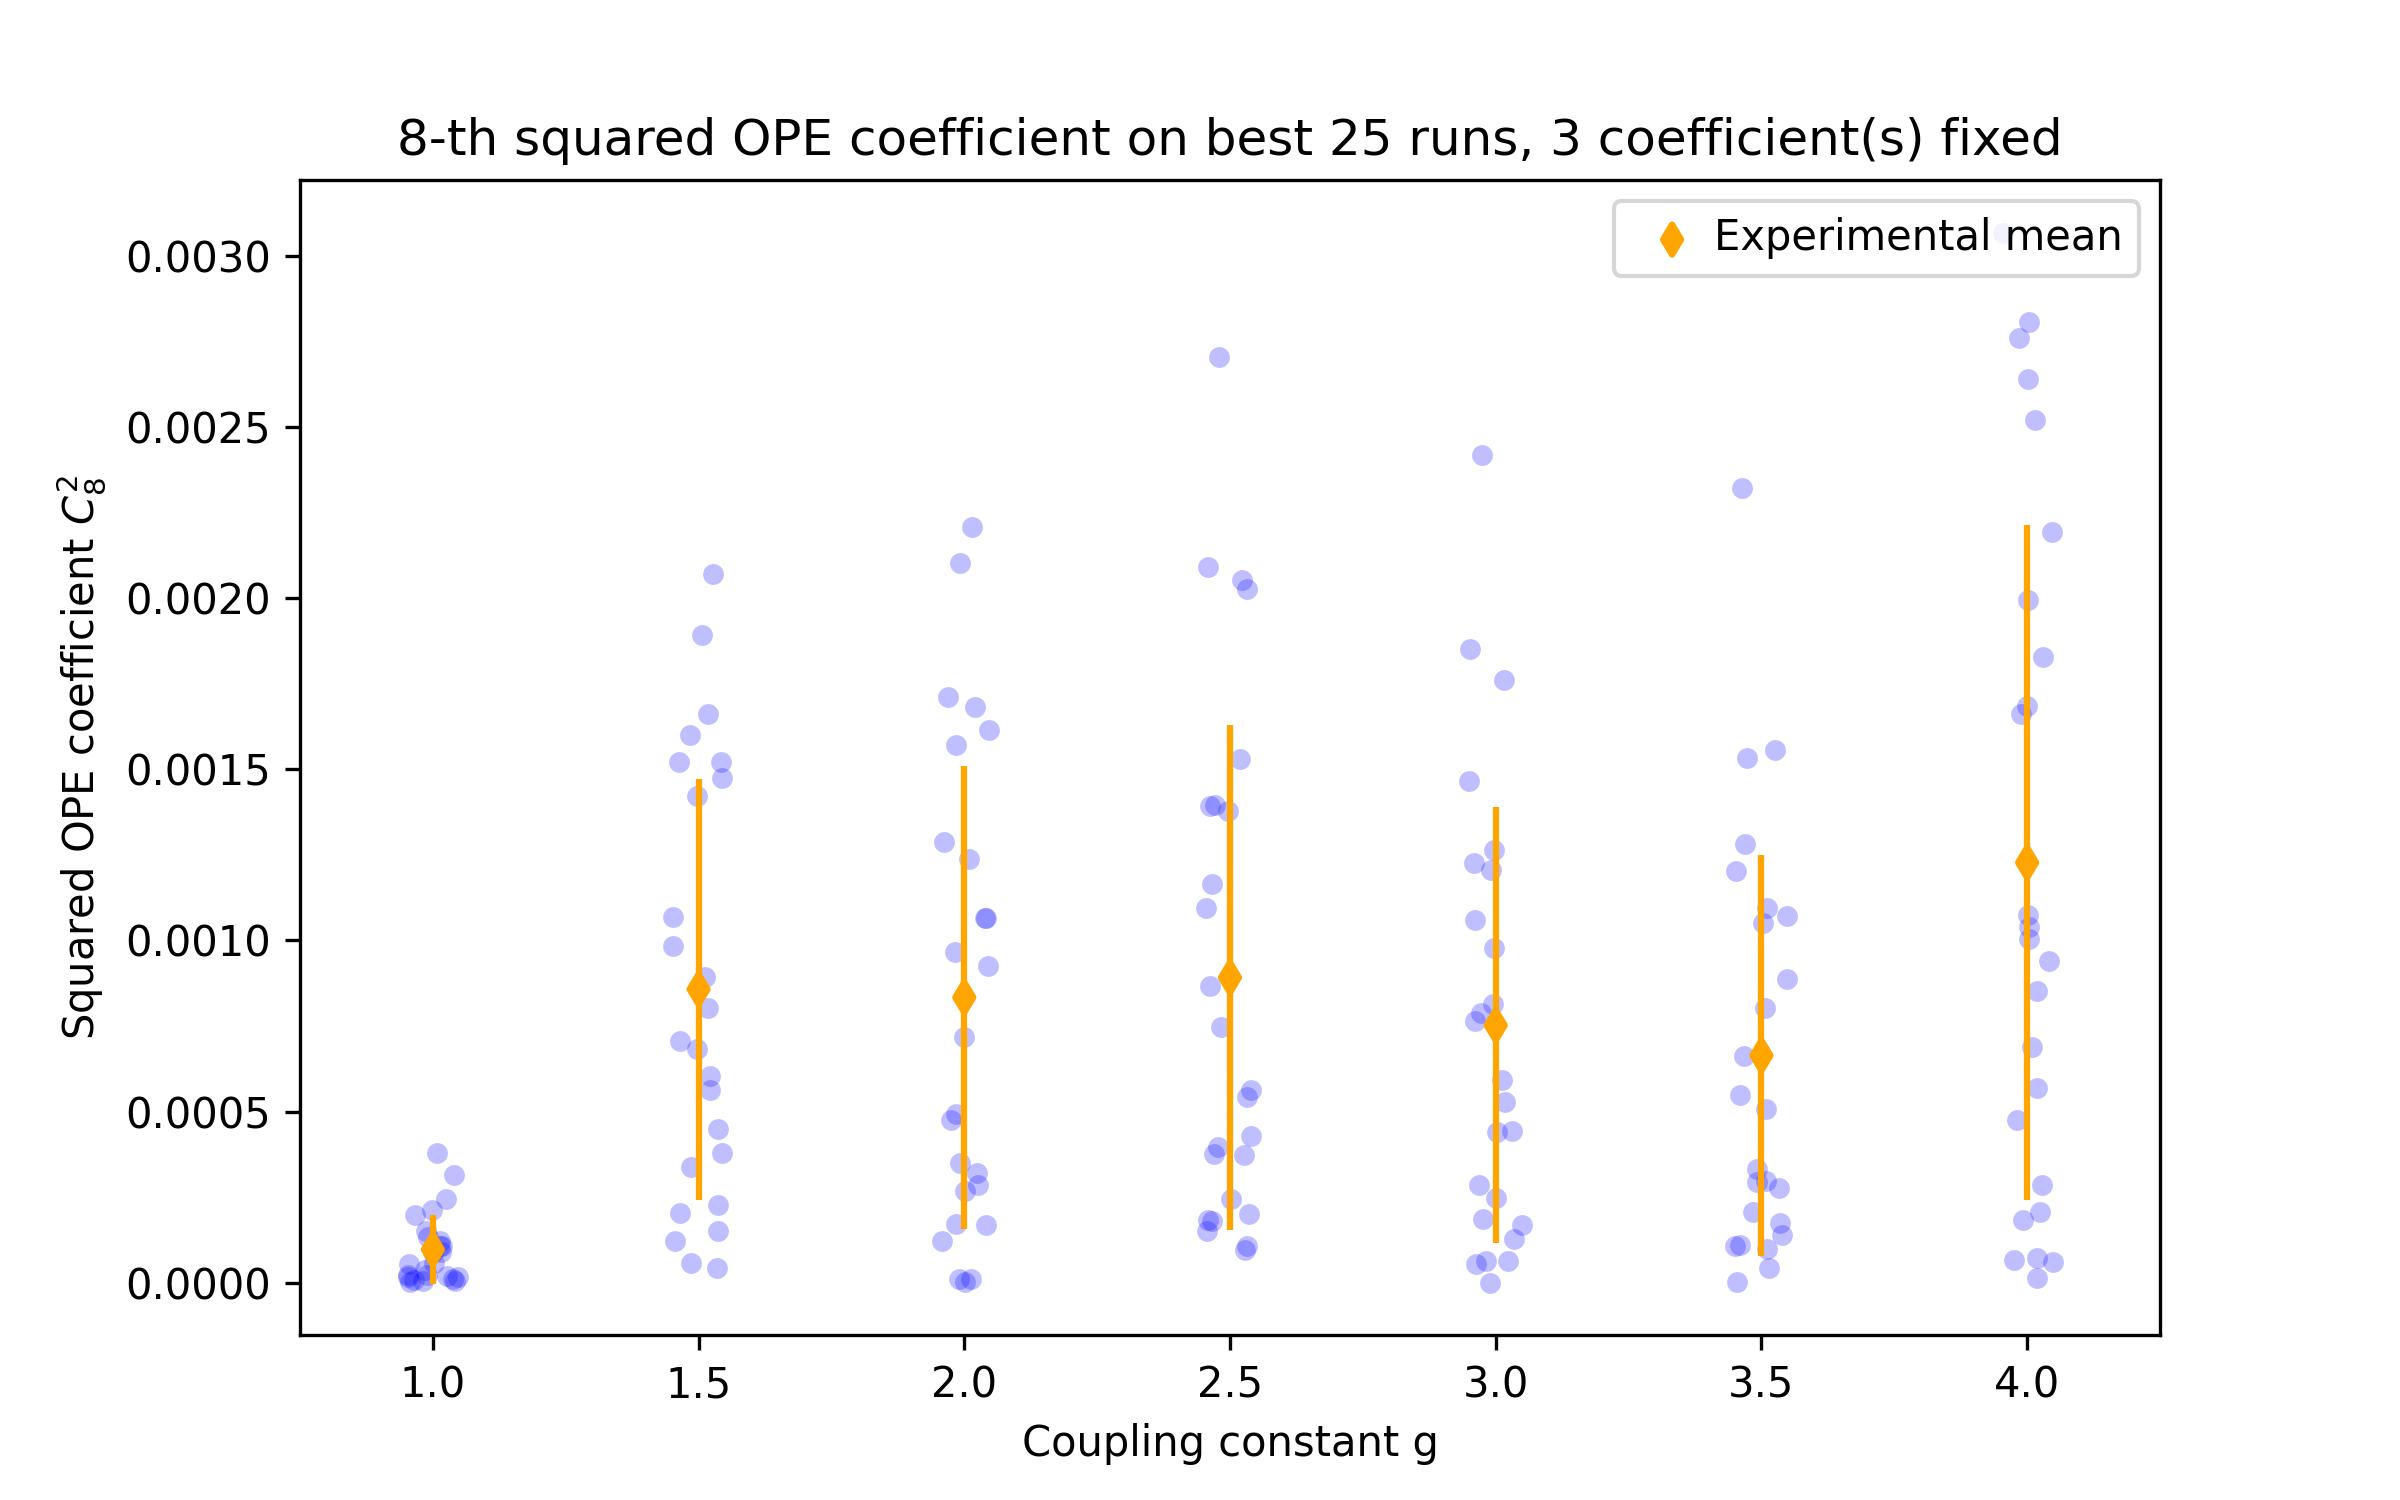 8-th squared OPE coefficient on best 25 runs, 3 coefficient(s) fixed
Experimental mean
Squared OPE coefficient $C_8^2$
0.0030
0.0025
0.0020
0.0015
0.0010
0.0005
0.0000
1.0 1.5 2.0 2.5 3.0 3.5 4.0
Coupling constant g